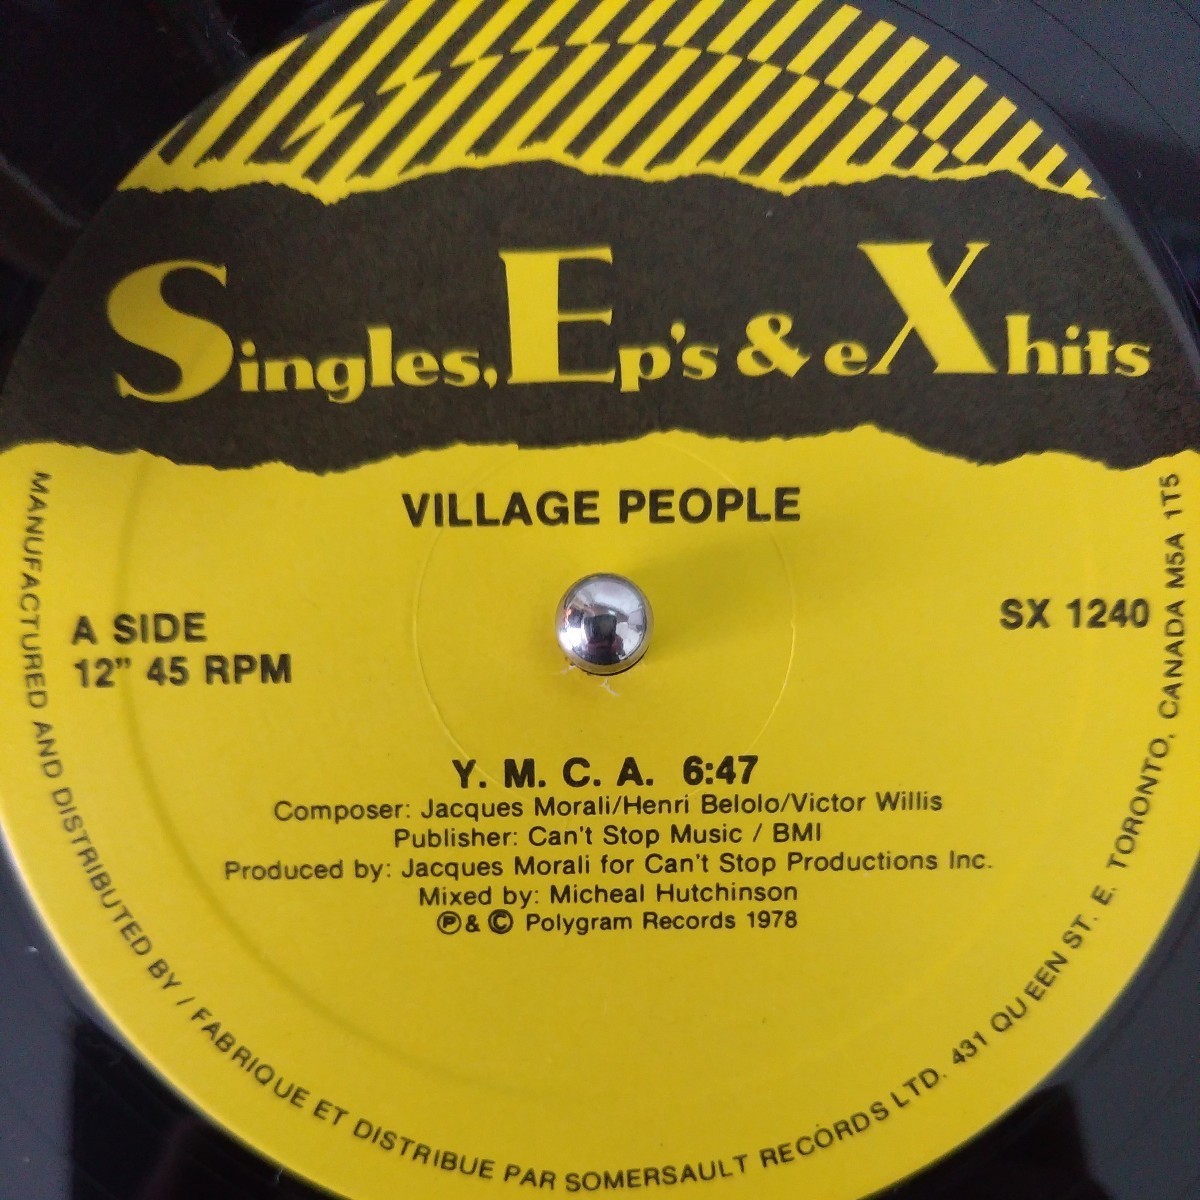 Singles, Ep's & eXhits
VILLAGE PEOPLE
A SIDE
12" 45 RPM
SX 1240
Y. M. C. A. 6:47
Composer: Jacques Morali/Henri Belolo/Victor Willis
Publisher: Can't Stop Music / BMI
Produced by: Jacques Morali for Can't Stop Productions Inc.
Mixed by: Micheal Hutchinson
℗ & © Polygram Records 1978
MANUFACTURED AND DISTRIBUTED BY / FABRIQUE ET DISTRIBUE PAR SOMERSAULT RECORDS LTD. 431 QUEEN ST. E. TORONTO, CANADA M5A 1T5